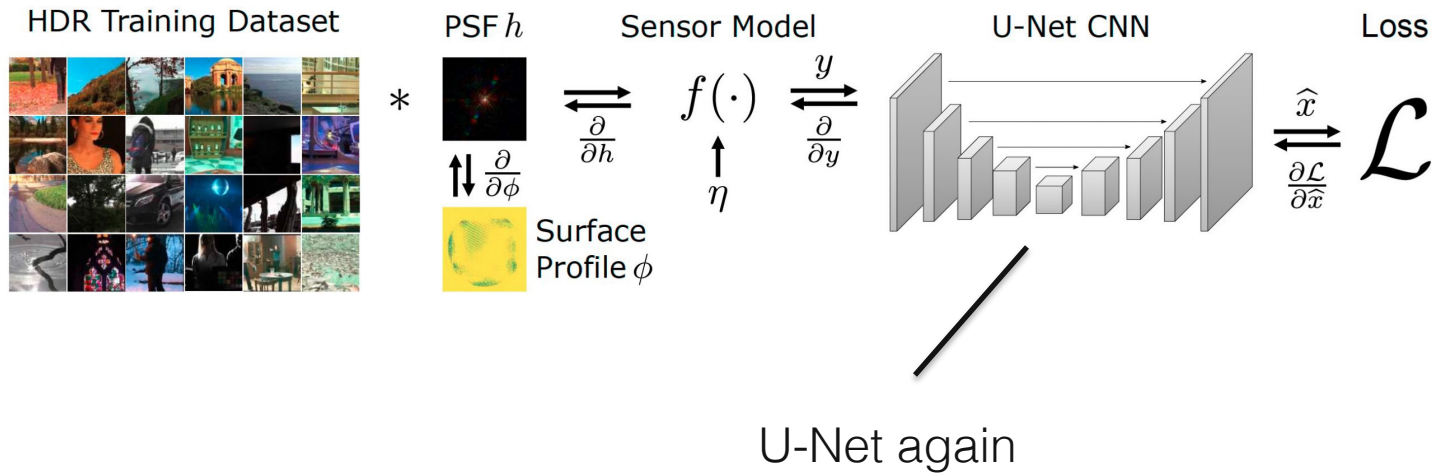 HDR Training Dataset
PSF h
Sensor Model
U-Net CNN
Loss
*
∂/∂h
f(·)
η
y
∂/∂y
x̂
∂ℒ/∂x̂
ℒ
∂/∂ϕ
Surface
Profile ϕ
U-Net again